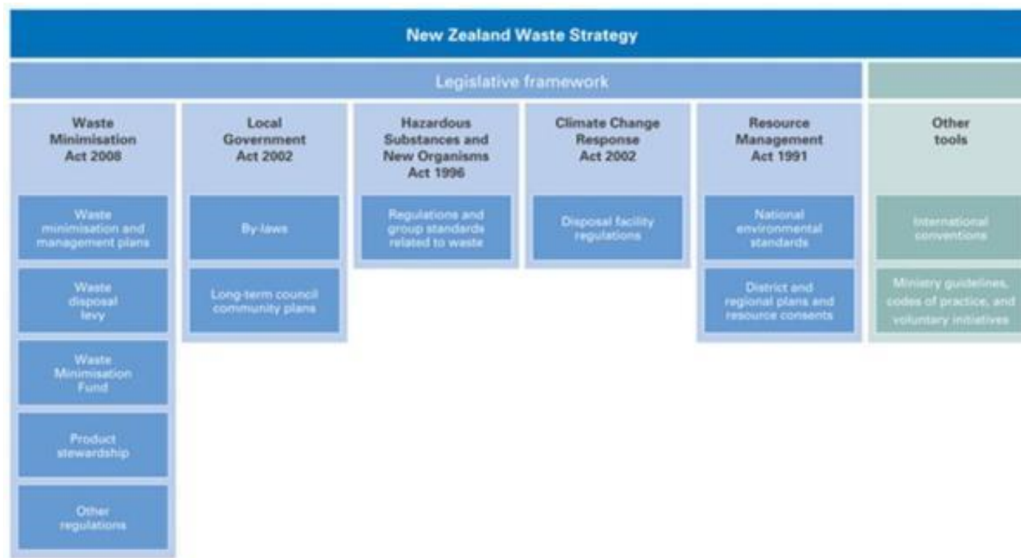 New Zealand Waste Strategy
Legislative framework
Waste
Minimisation
Act 2008
Waste
minimisation and
management plans
Waste
disposal
levy
Waste
Minimisation
Fund
Product
stewardship
Other
regulations
Local
Government
Act 2002
By-laws
Long-term council
community plans
Hazardous
Substances and
New Organisms
Act 1996
Regulations and
group standards
related to waste
Climate Change
Response
Act 2002
Disposal facility
regulations
Resource
Management
Act 1991
National
environmental
standards
District and
regional plans and
resource consents
Other
tools
International
conventions
Ministry guidelines,
codes of practice, and
voluntary initiatives